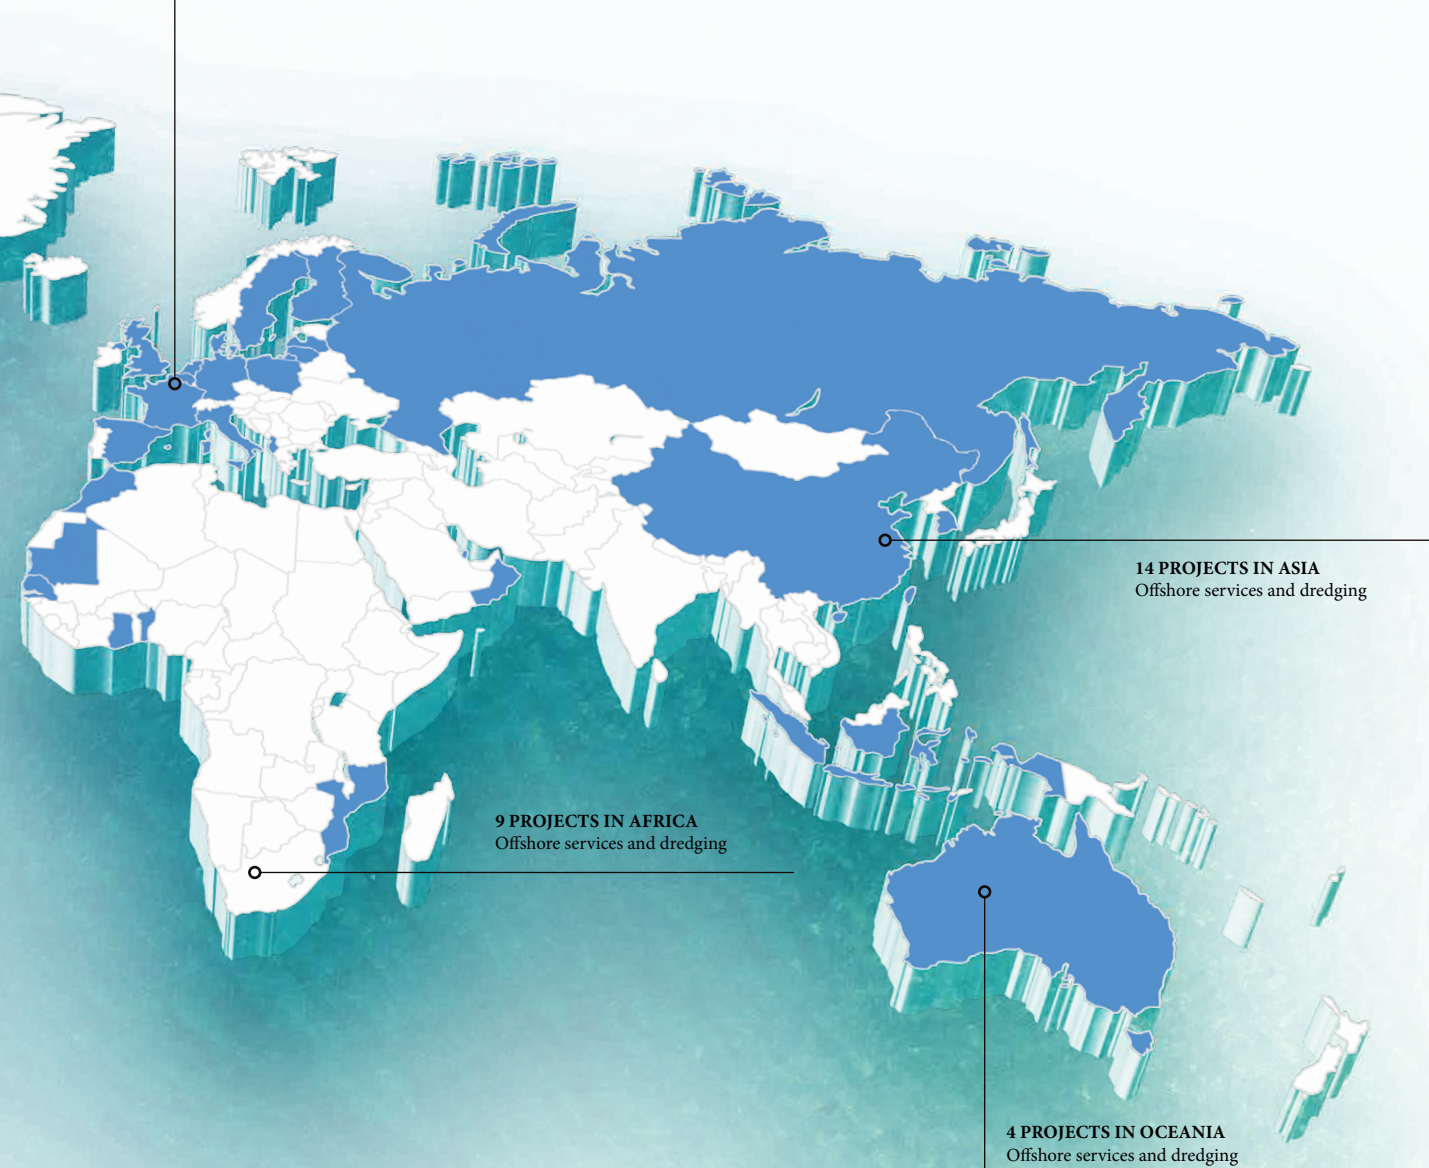 14 PROJECTS IN ASIA
Offshore services and dredging
9 PROJECTS IN AFRICA
Offshore services and dredging
4 PROJECTS IN OCEANIA
Offshore services and dredging